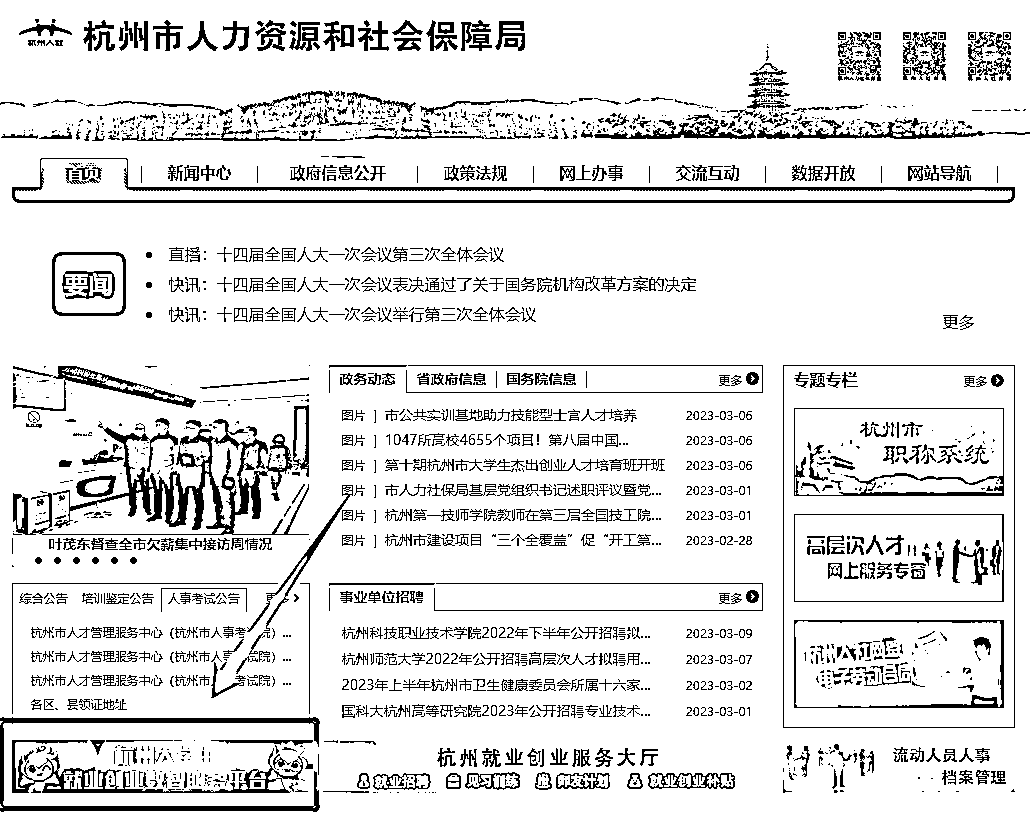 杭州人社
杭州市人力资源和社会保障局
首页
新闻中心
政府信息公开
政策法规
网上办事
交流互动
数据开放
网站导航
要闻
直播：十四届全国人大一次会议第三次全体会议
快讯：十四届全国人大一次会议表决通过了关于国务院机构改革方案的决定
快讯：十四届全国人大一次会议举行第三次全体会议
更多
叶茂东督查全市欠薪集中接访周情况
政务动态
省政府信息
国务院信息
更多
图片 ] 市公共实训基地助力技能型士官人才培养 2023-03-06
图片 ] 1047所高校4655个项目！第八届中国... 2023-03-06
图片 ] 第十期杭州市大学生杰出创业人才培育班开班 2023-03-06
图片 ] 市人力社保局基层党组织书记述职评议暨党... 2023-03-01
图片 ] 杭州第一技师学院教师在第三届全国技工院... 2023-03-01
图片 ] 杭州市建设项目“三个全覆盖”促“开工第... 2023-02-28
专题专栏
更多
杭州市
职称系统
高层次人才
网上服务专窗
杭州人社网签
电子劳动合同
综合公告
培训鉴定公告
人事考试公告
杭州市人才管理服务中心（杭州市人事考试院）...
杭州市人才管理服务中心（杭州市人事考试院）...
杭州市人才管理服务中心（杭州市人事考试院）...
各区、县领证地址
事业单位招聘
更多
杭州科技职业技术学院2022年下半年公开招聘拟... 2023-03-09
杭州师范大学2022年公开招聘高层次人才拟聘用... 2023-03-07
2023年上半年杭州市卫生健康委员会所属十六家... 2023-03-02
国科大杭州高等研究院2023年公开招聘专业技术... 2023-03-01
就业创业数智服务平台
杭州就业创业服务大厅
就业招聘
见习训练
师友计划
就业创业补贴
流动人员人事
档案管理